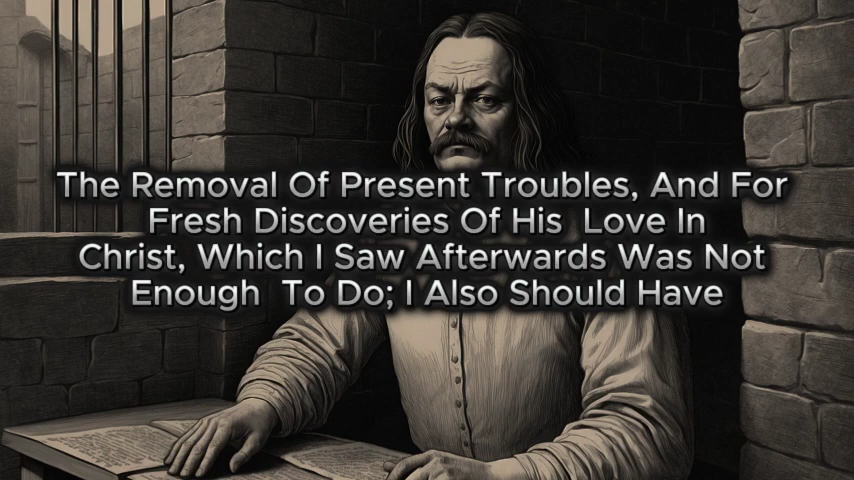 The Removal Of Present Troubles, And For
Fresh Discoveries Of His  Love In
Christ, Which I Saw Afterwards Was Not
Enough  To Do; I Also Should Have